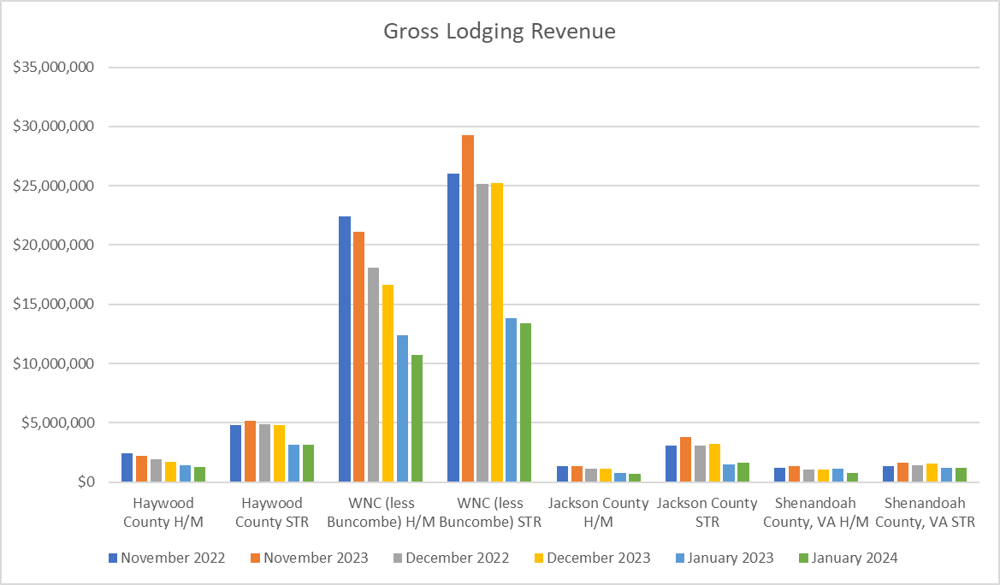 Gross Lodging Revenue
$35,000,000
$30,000,000
$25,000,000
$20,000,000
$15,000,000
$10,000,000
$5,000,000
$0
Haywood
County H/M
Haywood
County STR
WNC (less
Buncombe) H/M
WNC (less
Buncombe) STR
Jackson County
H/M
Jackson County
STR
Shenandoah
County, VA H/M
Shenandoah
County, VA STR
November 2022
November 2023
December 2022
December 2023
January 2023
January 2024